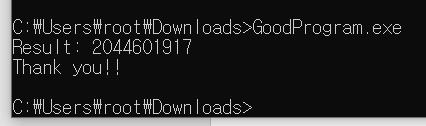 C:₩Users₩root₩Downloads>GoodProgram.exe
Result: 2044601917
Thank you!!
C:₩Users₩root₩Downloads>